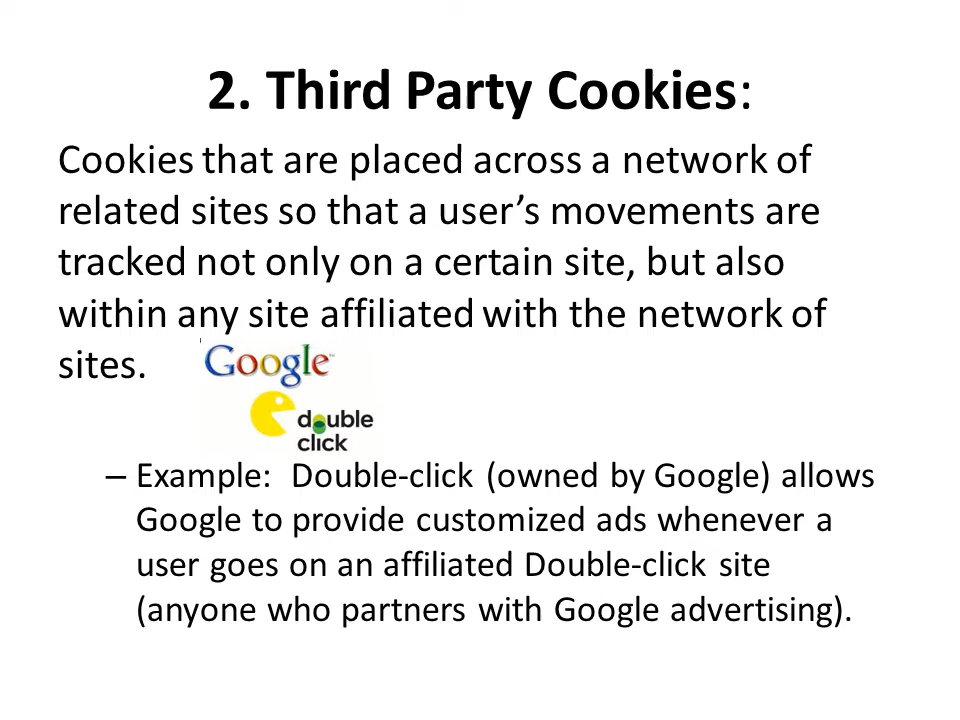 2. Third Party Cookies:
Cookies that are placed across a network of
related sites so that a user’s movements are
tracked not only on a certain site, but also
within any site affiliated with the network of
sites.
Google™
double
click
– Example:  Double-click (owned by Google) allows
Google to provide customized ads whenever a
user goes on an affiliated Double-click site
(anyone who partners with Google advertising).